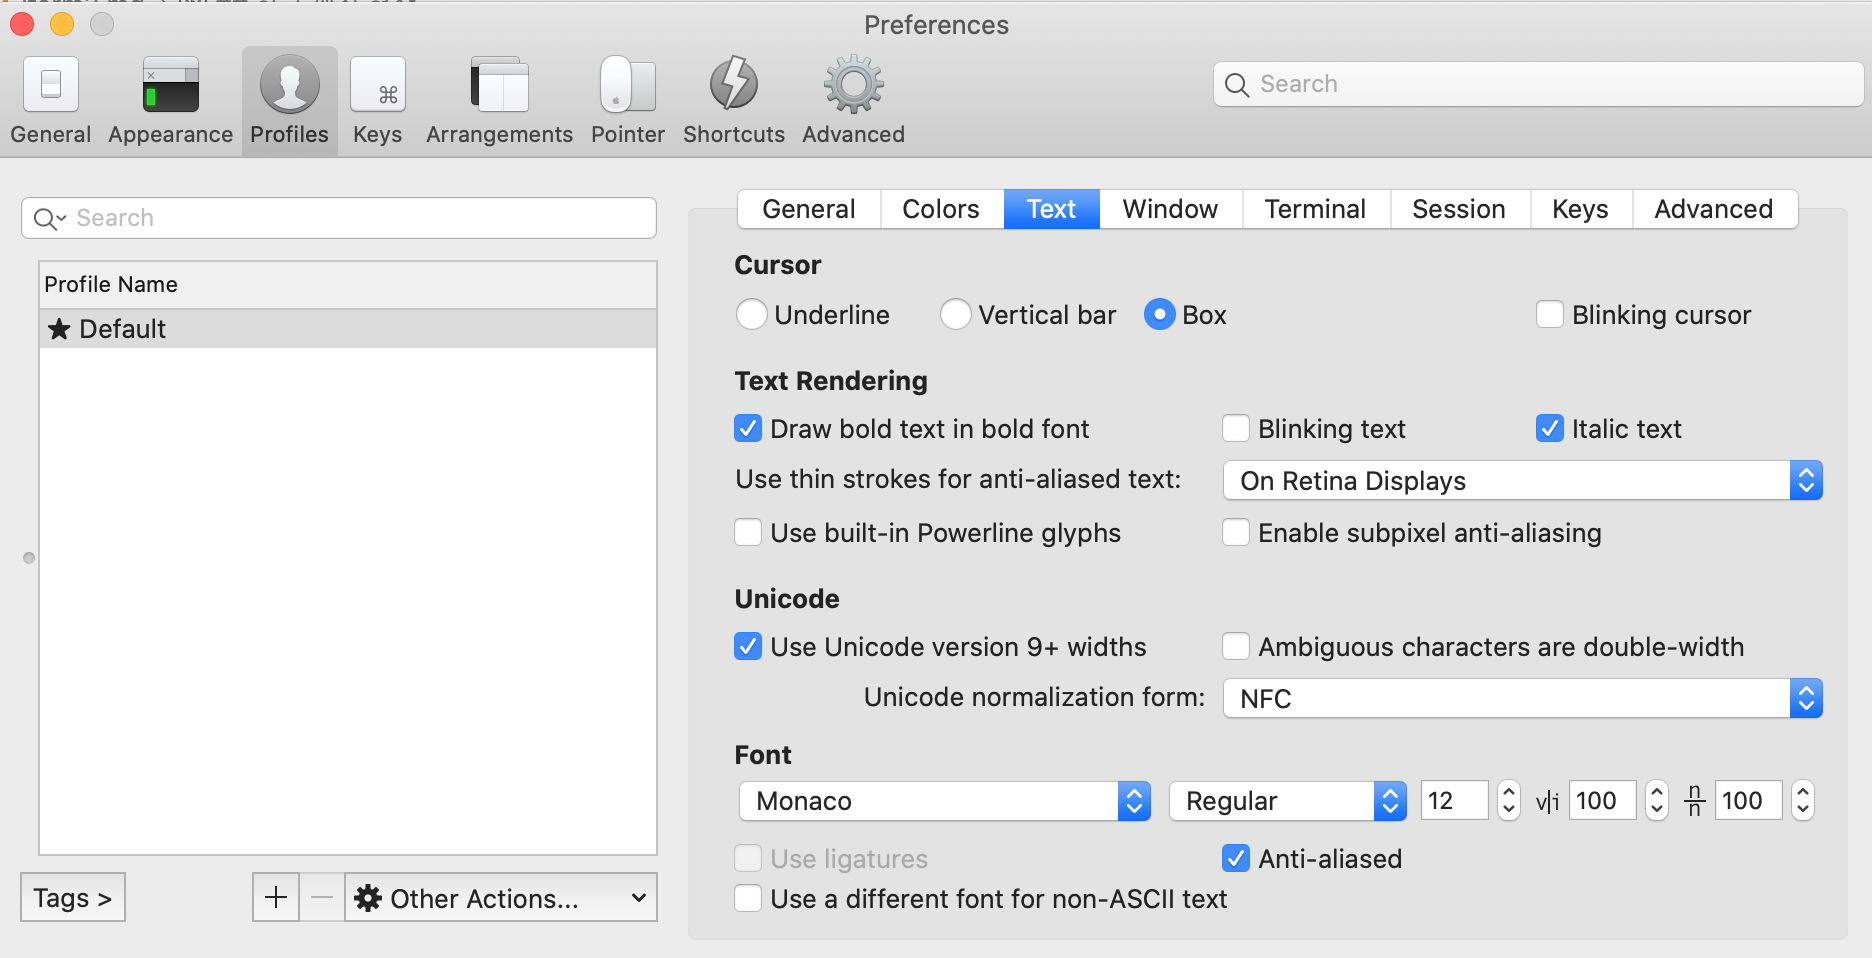 Preferences
General Appearance Profiles Keys Arrangements Pointer Shortcuts Advanced
Search
Search
Profile Name
★ Default
Tags >
+ − Other Actions...
General Colors Text Window Terminal Session Keys Advanced
Cursor
Underline Vertical bar Box Blinking cursor
Text Rendering
Draw bold text in bold font Blinking text Italic text
Use thin strokes for anti-aliased text: On Retina Displays
Use built-in Powerline glyphs Enable subpixel anti-aliasing
Unicode
Use Unicode version 9+ widths Ambiguous characters are double-width
Unicode normalization form: NFC
Font
Monaco Regular 12 v|i 100 n/n 100
Use ligatures Anti-aliased
Use a different font for non-ASCII text